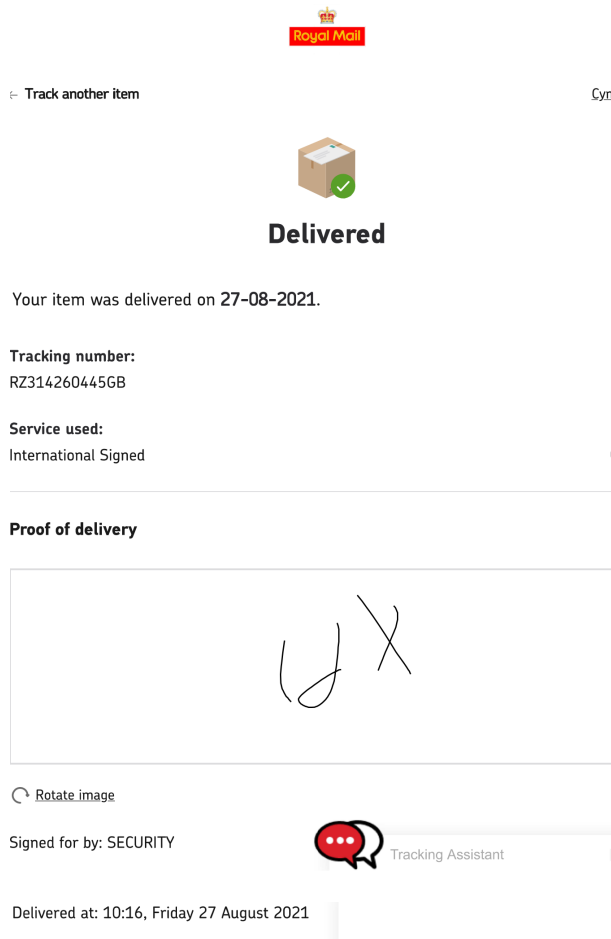 Royal Mail
← Track another item
Delivered
Your item was delivered on 27-08-2021.
Tracking number:
RZ314260445GB
Service used:
International Signed
Proof of delivery
Rotate image
Signed for by: SECURITY
Tracking Assistant
Delivered at: 10:16, Friday 27 August 2021